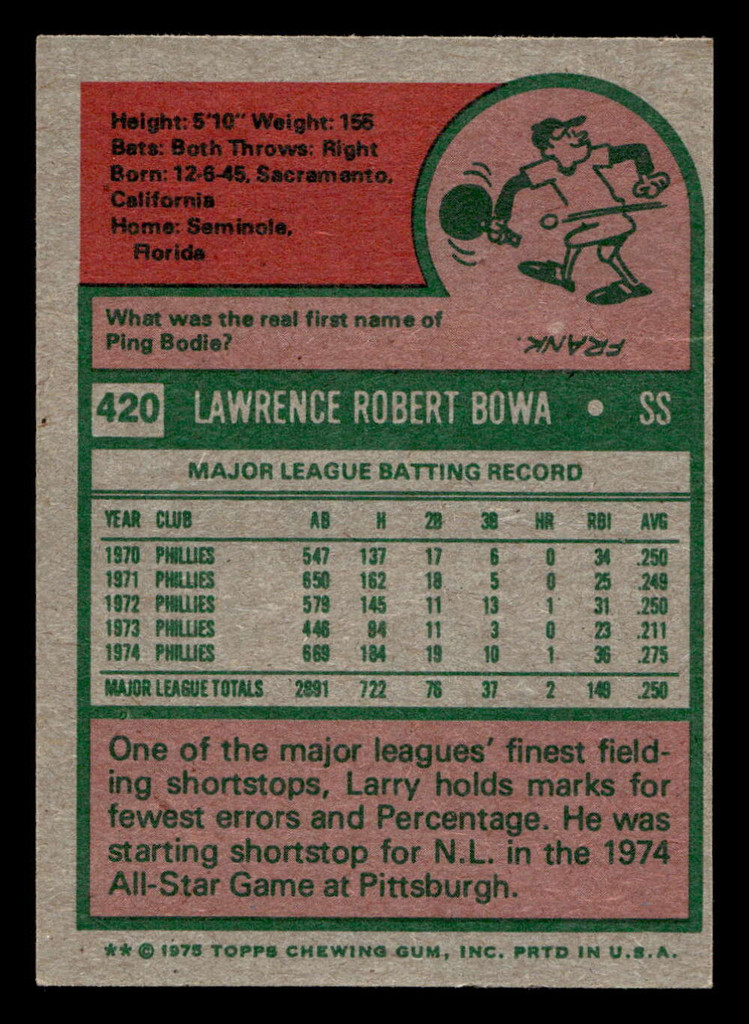 Height: 5'10" Weight: 155
Bats: Both Throws: Right
Born: 12-6-45, Sacramento,
California
Home: Seminole,
Florida
What was the real first name of
Ping Bodie?
FRANK.
420 LAWRENCE ROBERT BOWA • SS
MAJOR LEAGUE BATTING RECORD
YEAR CLUB AB H 2B 3B HR RBI AVG
1970 PHILLIES 547 137 17 6 0 34 .250
1971 PHILLIES 650 162 18 5 0 25 .249
1972 PHILLIES 579 145 11 13 1 31 .250
1973 PHILLIES 446 94 11 3 0 23 .211
1974 PHILLIES 669 184 19 10 1 36 .275
MAJOR LEAGUE TOTALS 2891 722 76 37 2 149 .250
One of the major leagues' finest field-
ing shortstops, Larry holds marks for
fewest errors and Percentage. He was
starting shortstop for N.L. in the 1974
All-Star Game at Pittsburgh.
** © 1975 TOPPS CHEWING GUM, INC. PRTD IN U.S.A.